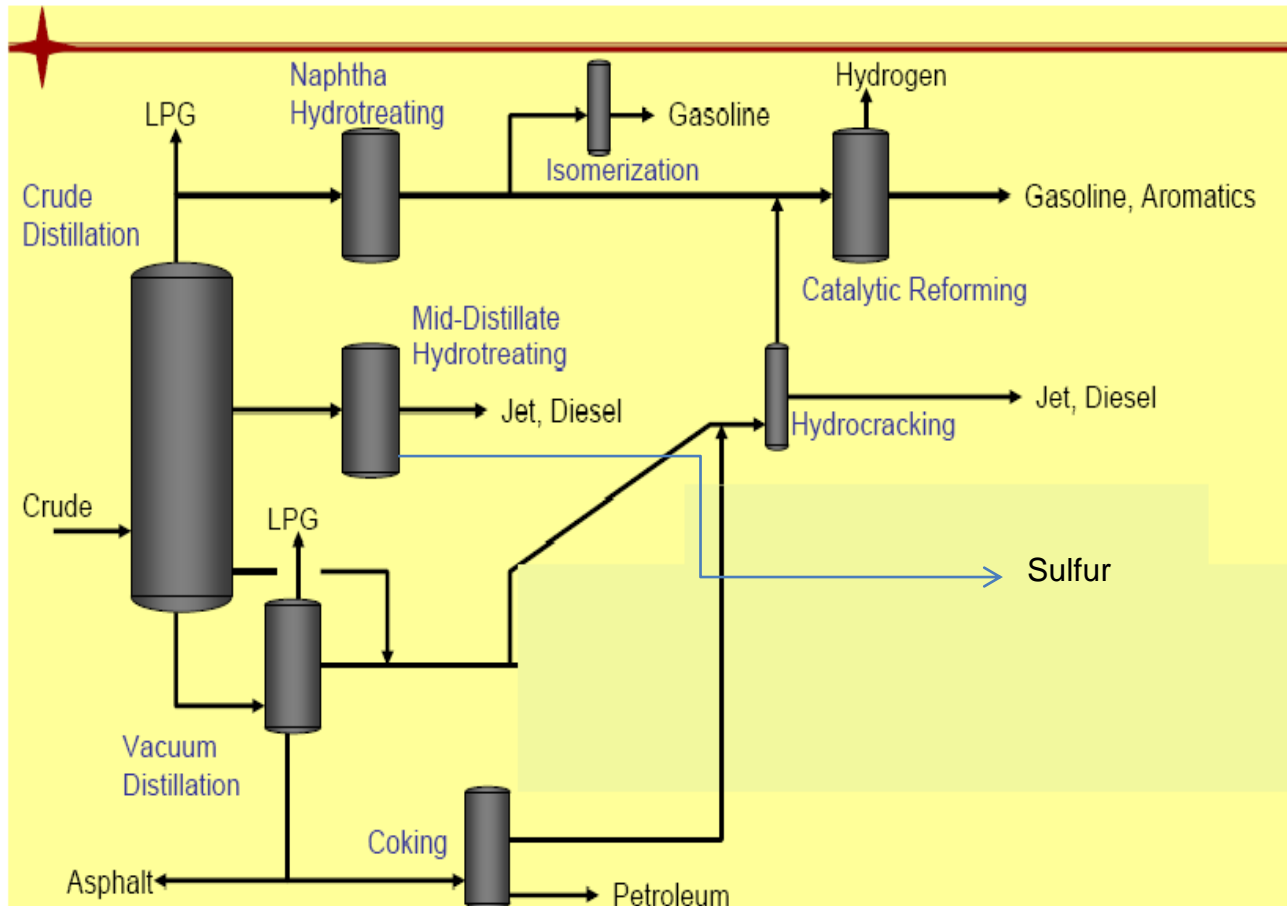 Naphtha
Hydrotreating
Hydrogen
LPG
Gasoline
Isomerization
Crude
Distillation
Gasoline, Aromatics
Catalytic Reforming
Mid-Distillate
Hydrotreating
Jet, Diesel
Jet, Diesel
Hydrocracking
Crude
LPG
Sulfur
Vacuum
Distillation
Coking
Asphalt
Petroleum